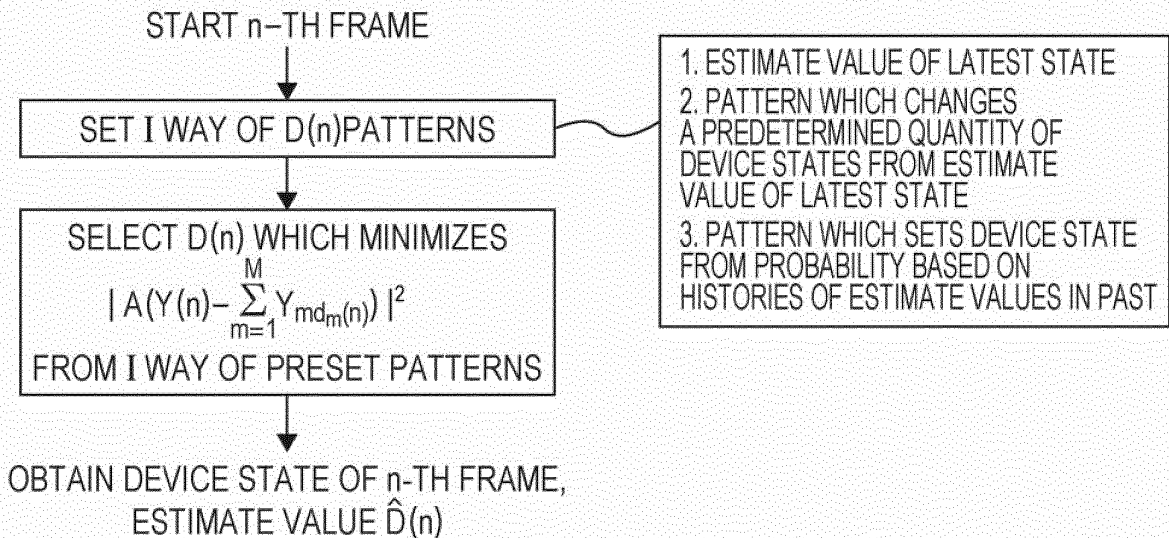 START n-TH FRAME
SET I WAY OF D(n)PATTERNS
SELECT D(n) WHICH MINIMIZES
M
| A(Y(n)- Σ Y_{md_m(n)}) |²
m=1
FROM I WAY OF PRESET PATTERNS
OBTAIN DEVICE STATE OF n-TH FRAME,
ESTIMATE VALUE D̂(n)
1. ESTIMATE VALUE OF LATEST STATE
2. PATTERN WHICH CHANGES
A PREDETERMINED QUANTITY OF
DEVICE STATES FROM ESTIMATE
VALUE OF LATEST STATE
3. PATTERN WHICH SETS DEVICE STATE
FROM PROBABILITY BASED ON
HISTORIES OF ESTIMATE VALUES IN PAST